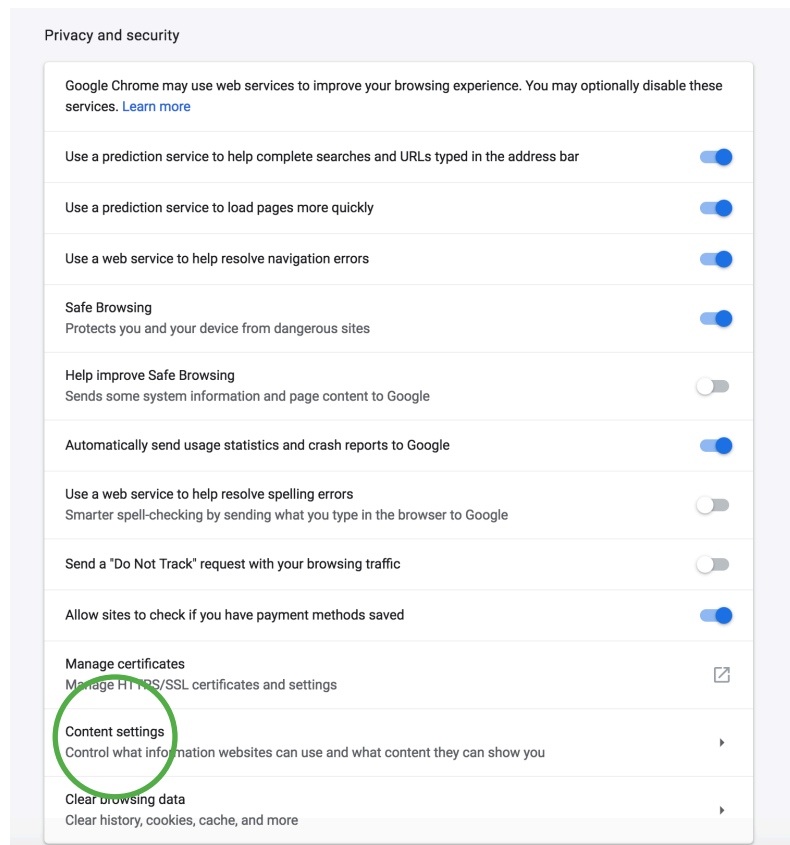 Privacy and security
Google Chrome may use web services to improve your browsing experience. You may optionally disable these
services. Learn more
Use a prediction service to help complete searches and URLs typed in the address bar
Use a prediction service to load pages more quickly
Use a web service to help resolve navigation errors
Safe Browsing
Protects you and your device from dangerous sites
Help improve Safe Browsing
Sends some system information and page content to Google
Automatically send usage statistics and crash reports to Google
Use a web service to help resolve spelling errors
Smarter spell-checking by sending what you type in the browser to Google
Send a "Do Not Track" request with your browsing traffic
Allow sites to check if you have payment methods saved
Manage certificates
Manage HTTPS/SSL certificates and settings
Content settings
Control what information websites can use and what content they can show you
Clear browsing data
Clear history, cookies, cache, and more